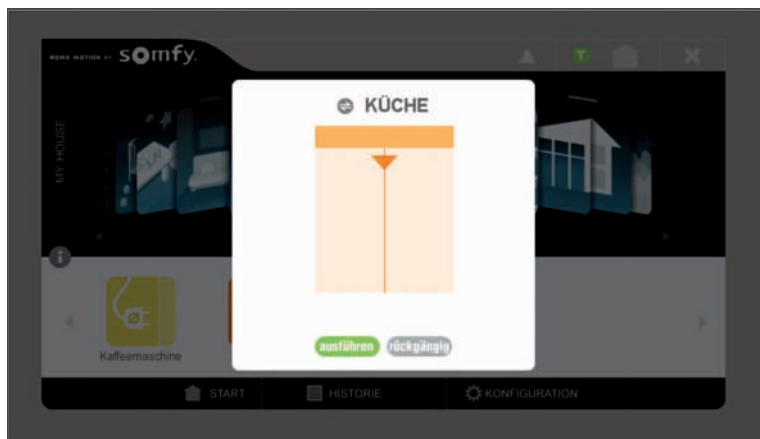 HOME MOTION BY somfy.
T
MY HOUSE
KÜCHE
i
Kaffeemaschine
ausführen rückgängig
START HISTORIE KONFIGURATION